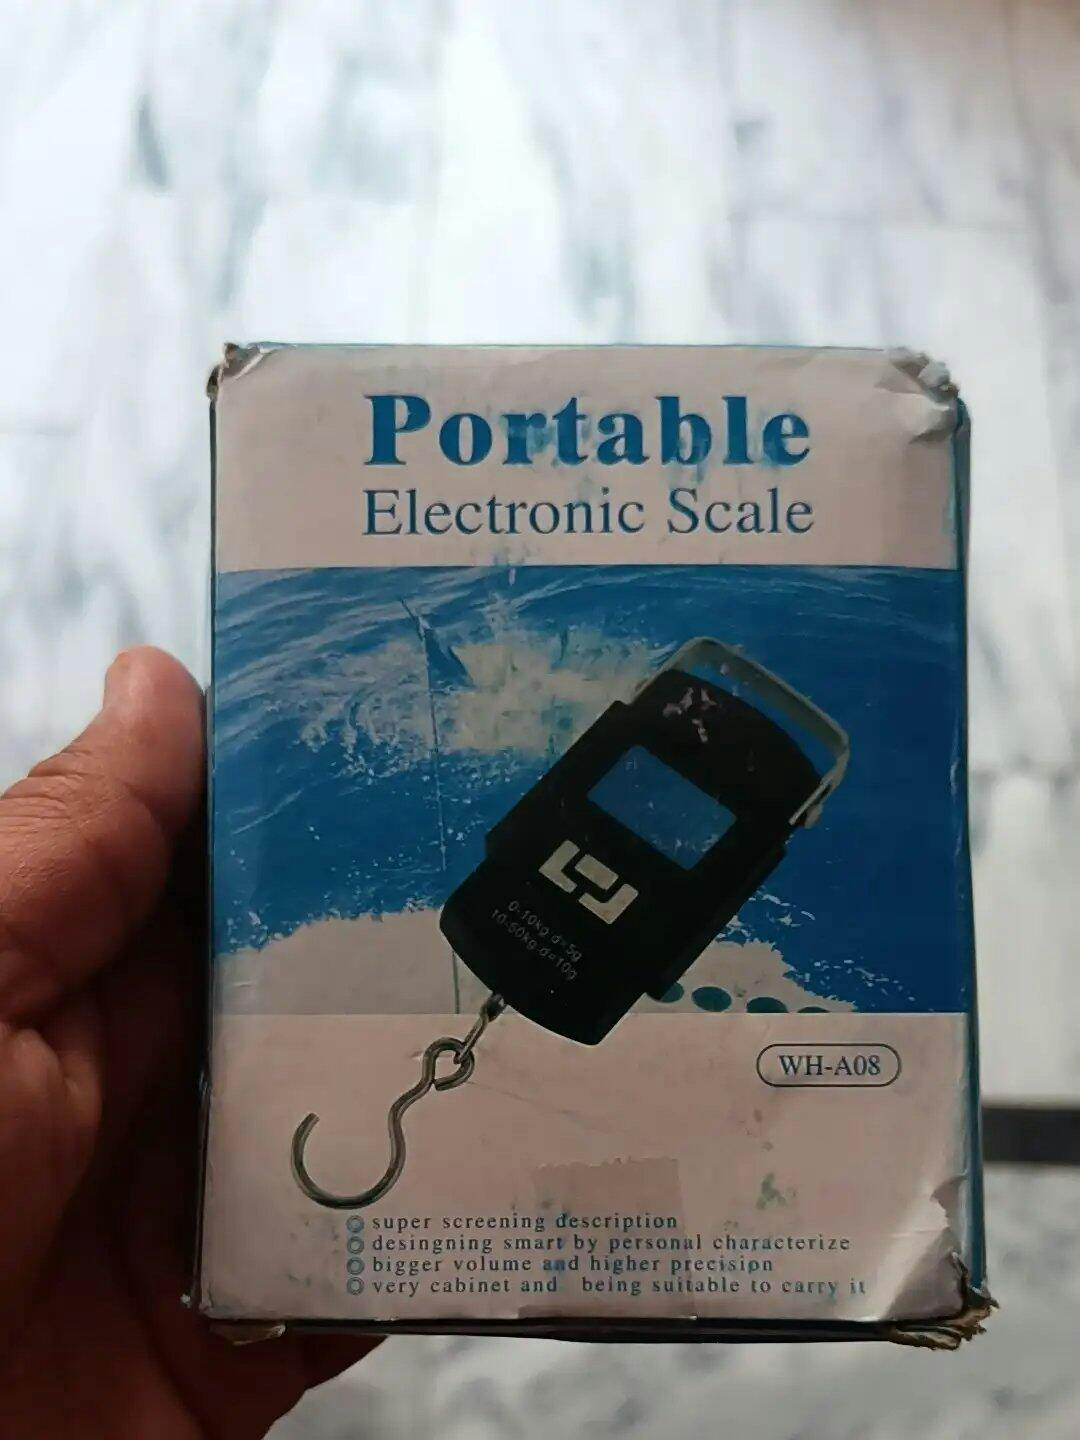 Portable
Electronic Scale
0-10kg d=5g
10-50kg d=10g
WH-A08
super screening description
desingning smart by personal characterize
bigger volume and higher precision
very cabinet and being suitable to carry it